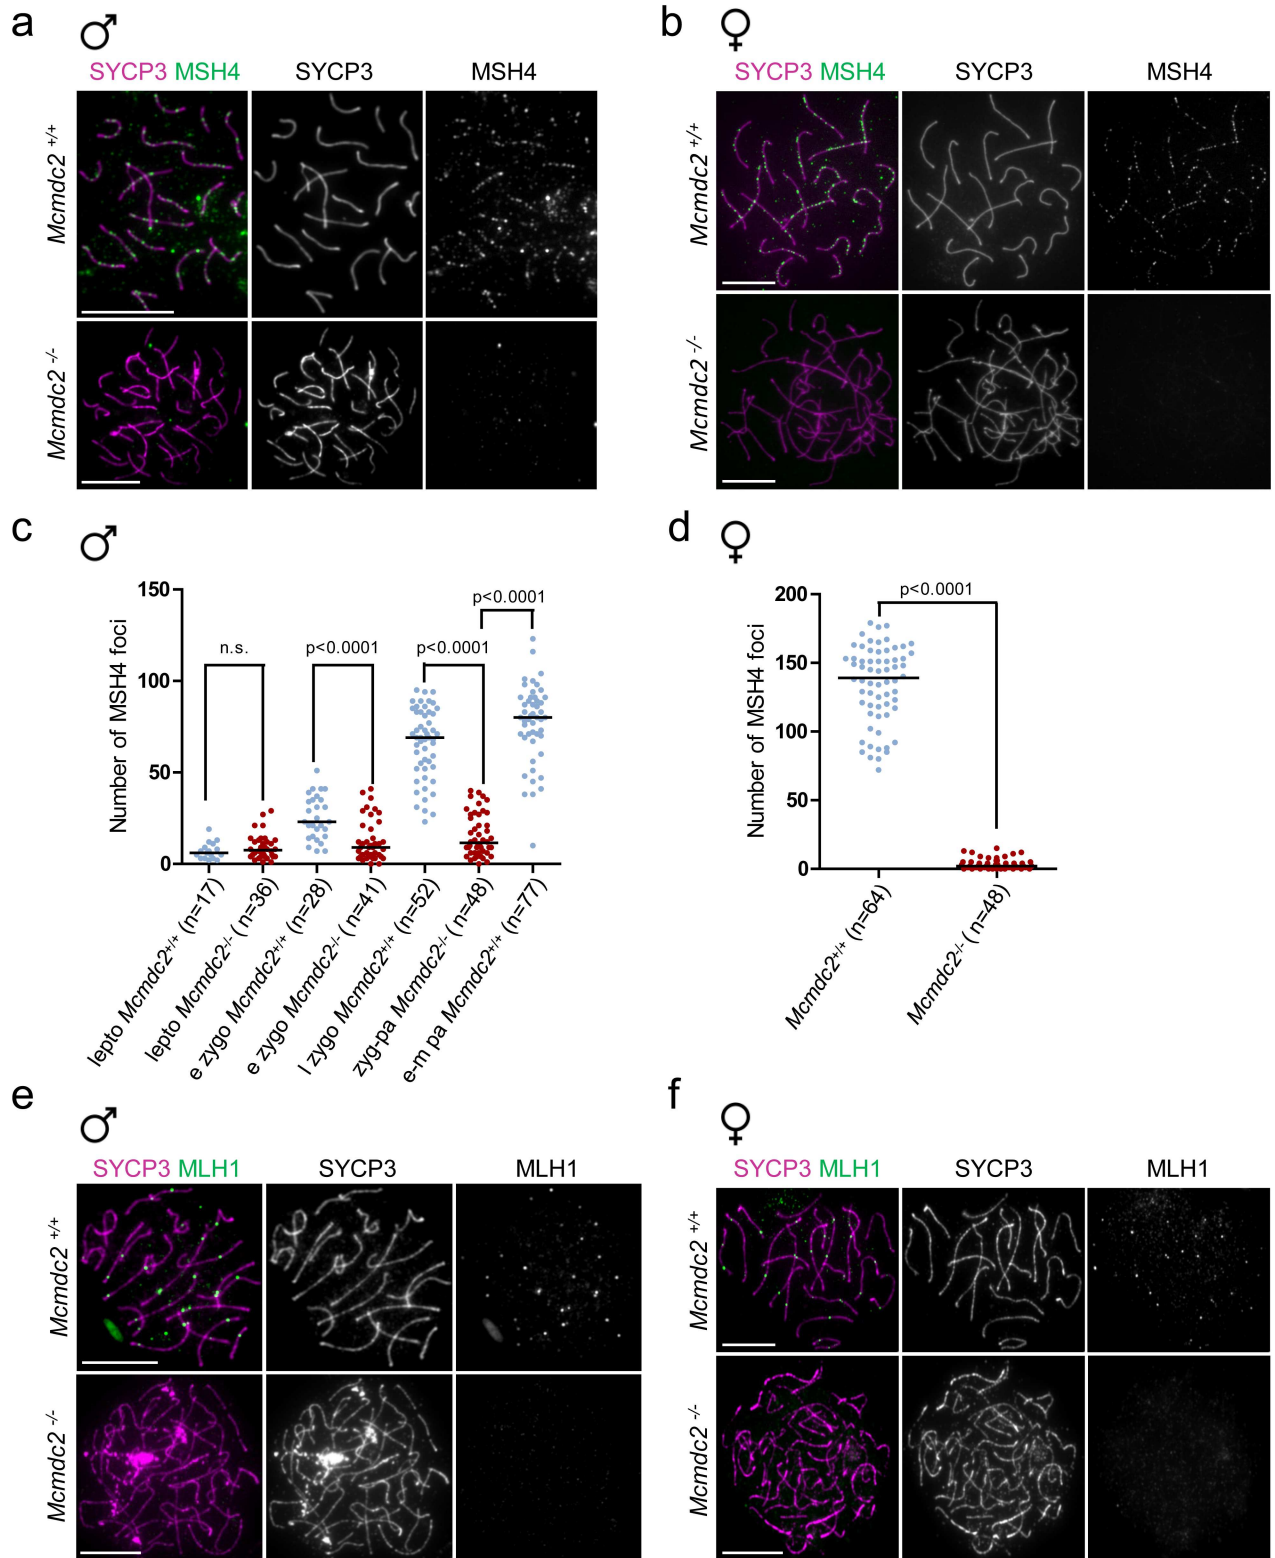 a ♂
SYCP3 MSH4 SYCP3 MSH4
Mcmdc2 +/+
Mcmdc2 -/-
b ♀
SYCP3 MSH4 SYCP3 MSH4
Mcmdc2 +/+
Mcmdc2 -/-
c ♂
Number of MSH4 foci
150
100
50
0
n.s.
p<0.0001
p<0.0001
p<0.0001
lepto Mcmdc2+/+ (n=17)
lepto Mcmdc2-/- ( n=36)
e zygo Mcmdc2+/+ (n=28)
e zygo Mcmdc2-/- ( n=41)
l zygo Mcmdc2+/+ (n=52)
zyg-pa Mcmdc2-/- ( n=48)
e-m pa Mcmdc2+/+ (n=77)
d ♀
Number of MSH4 foci
200
150
100
50
0
p<0.0001
Mcmdc2+/+ (n=64)
Mcmdc2-/- ( n=48)
e ♂
SYCP3 MLH1 SYCP3 MLH1
Mcmdc2 +/+
Mcmdc2 -/-
f ♀
SYCP3 MLH1 SYCP3 MLH1
Mcmdc2 +/+
Mcmdc2 -/-